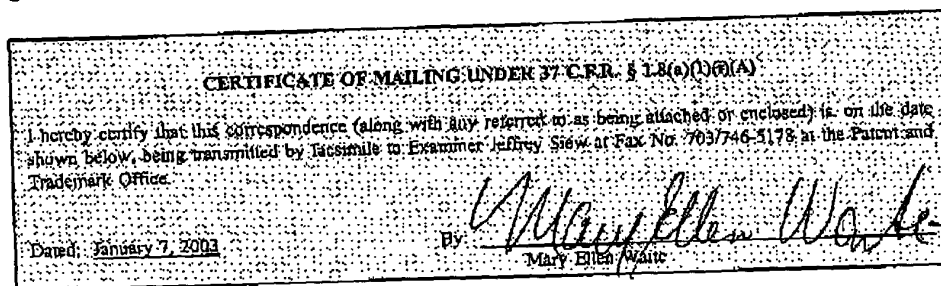 CERTIFICATE OF MAILING UNDER 37 C.F.R. § 1.8(a)(1)(i)(A)
I hereby certify that this correspondence (along with any referred to as being attached or enclosed) is, on the date
shown below, being transmitted by facsimile to Examiner Jeffrey Siew at Fax No. 703/746-5178 at the Patent and
Trademark Office.
Dated: January 7, 2003 By Mary Ellen Waite
Mary Ellen Waite